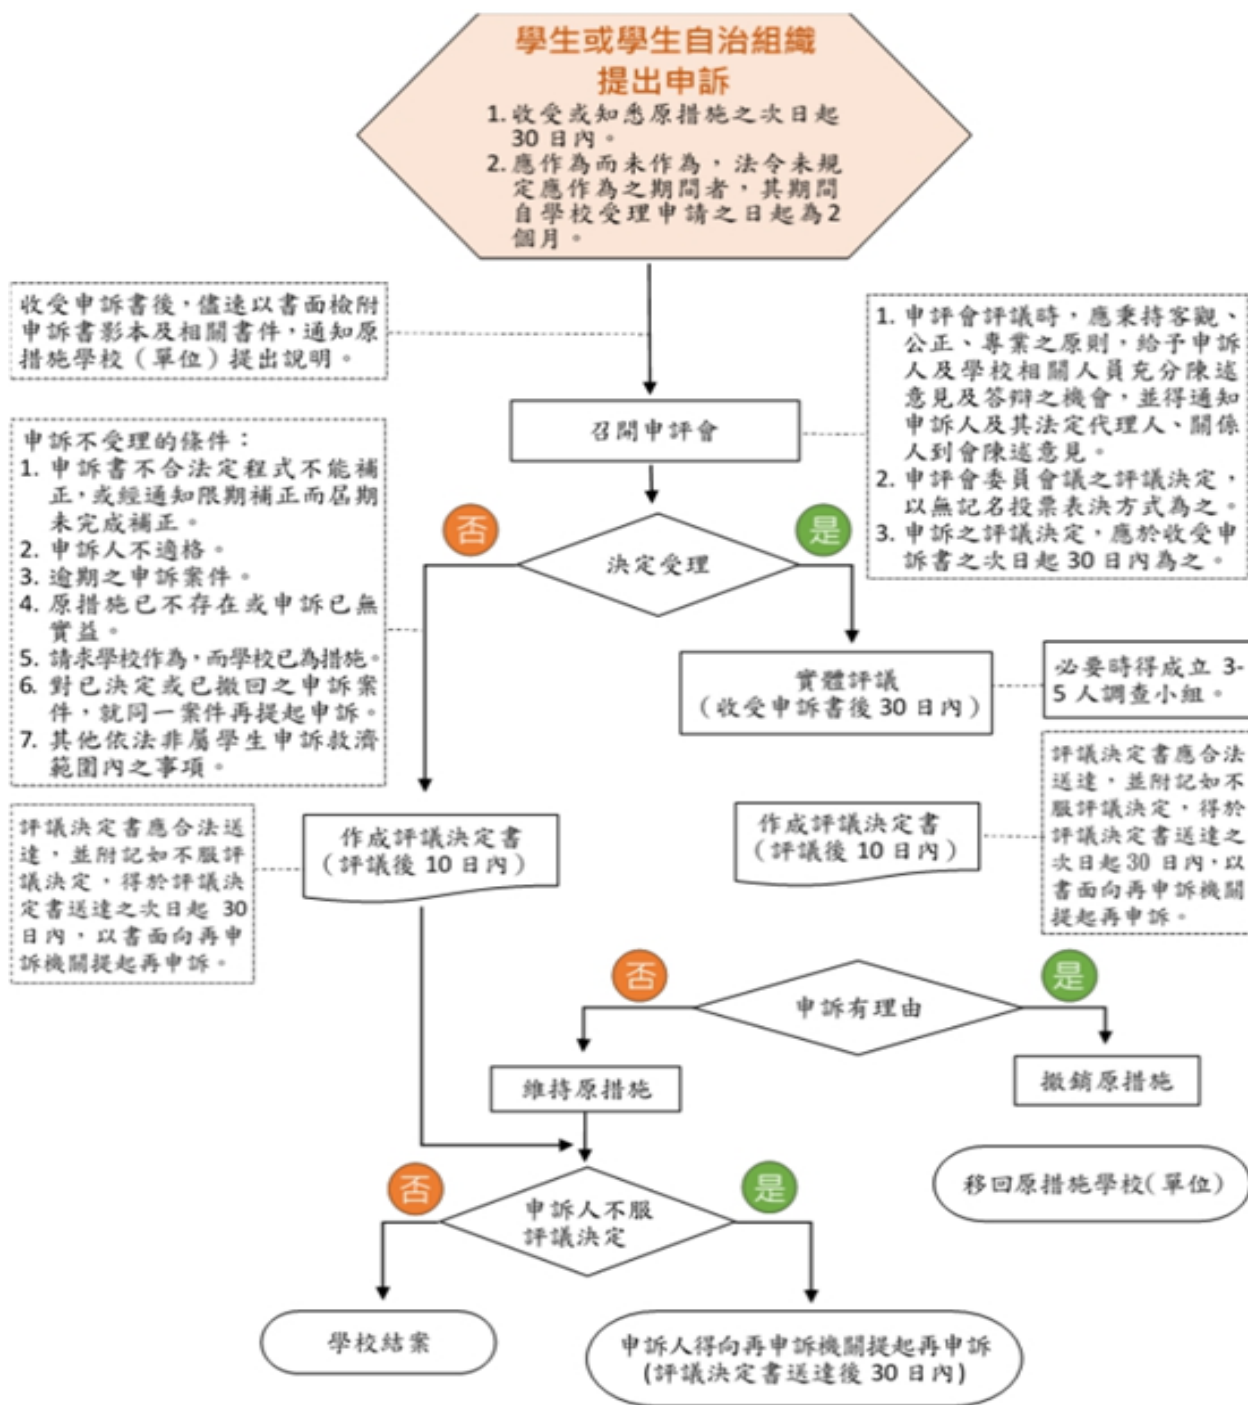 學生或學生自治組織
提出申訴
1. 收受或知悉原措施之次日起
30 日內。
2. 應作為而未作為，法令未規
定應作為之期間者，其期間
自學校受理申請之日起為2
個月。
收受申訴書後，儘速以書面檢附
申訴書影本及相關書件，通知原
措施學校（單位）提出說明。
召開申評會
1. 申評會評議時，應秉持客觀、
公正、專業之原則，給予申訴
人及學校相關人員充分陳述
意見及答辯之機會，並得通知
申訴人及其法定代理人、關係
人到會陳述意見。
2. 申評會委員會議之評議決定，
以無記名投票表決方式為之。
3. 申訴之評議決定，應於收受申
訴書之次日起 30 日內為之。
申訴不受理的條件：
1. 申訴書不合法定程式不能補
正，或經通知限期補正而屆期
未完成補正。
2. 申訴人不適格。
3. 逾期之申訴案件。
4. 原措施已不存在或申訴已無
實益。
5. 請求學校作為，而學校已為措施。
6. 對已決定或已撤回之申訴案
件，就同一案件再提起申訴。
7. 其他依法非屬學生申訴救濟
範圍內之事項。
否
是
決定受理
實體評議
（收受申訴書後 30 日內）
必要時得成立 3-
5 人調查小組。
評議決定書應合法送
達，並附記如不服評
議決定，得於評議決
定書送達之次日起 30
日內，以書面向再申
訴機關提起再申訴。
作成評議決定書
（評議後 10 日內）
作成評議決定書
（評議後 10 日內）
評議決定書應合法
送達，並附記如不
服評議決定，得於
評議決定書送達之
次日起 30 日內，以
書面向再申訴機關
提起再申訴。
否
是
申訴有理由
維持原措施
撤銷原措施
移回原措施學校(單位)
否
是
申訴人不服
評議決定
學校結案
申訴人得向再申訴機關提起再申訴
(評議決定書送達後 30 日內)